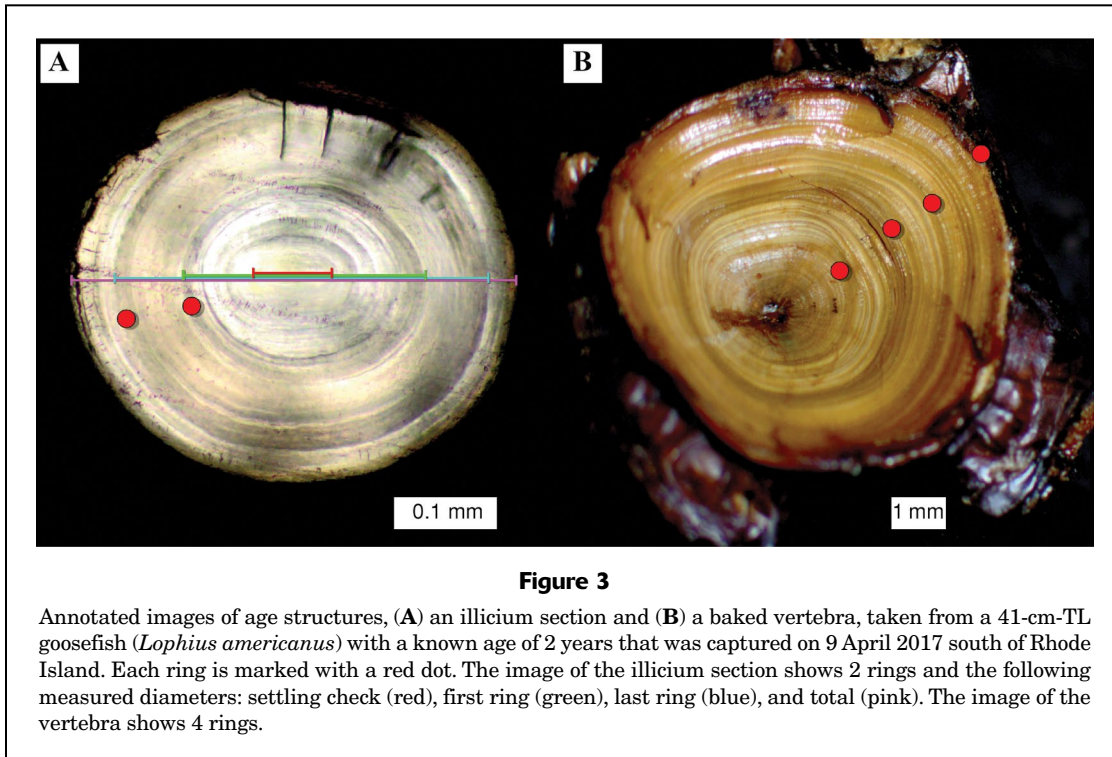 A
B
0.1 mm
1 mm
Figure 3
Annotated images of age structures, (A) an illicium section and (B) a baked vertebra, taken from a 41-cm-TL
goosefish (Lophius americanus) with a known age of 2 years that was captured on 9 April 2017 south of Rhode
Island. Each ring is marked with a red dot. The image of the illicium section shows 2 rings and the following
measured diameters: settling check (red), first ring (green), last ring (blue), and total (pink). The image of the
vertebra shows 4 rings.